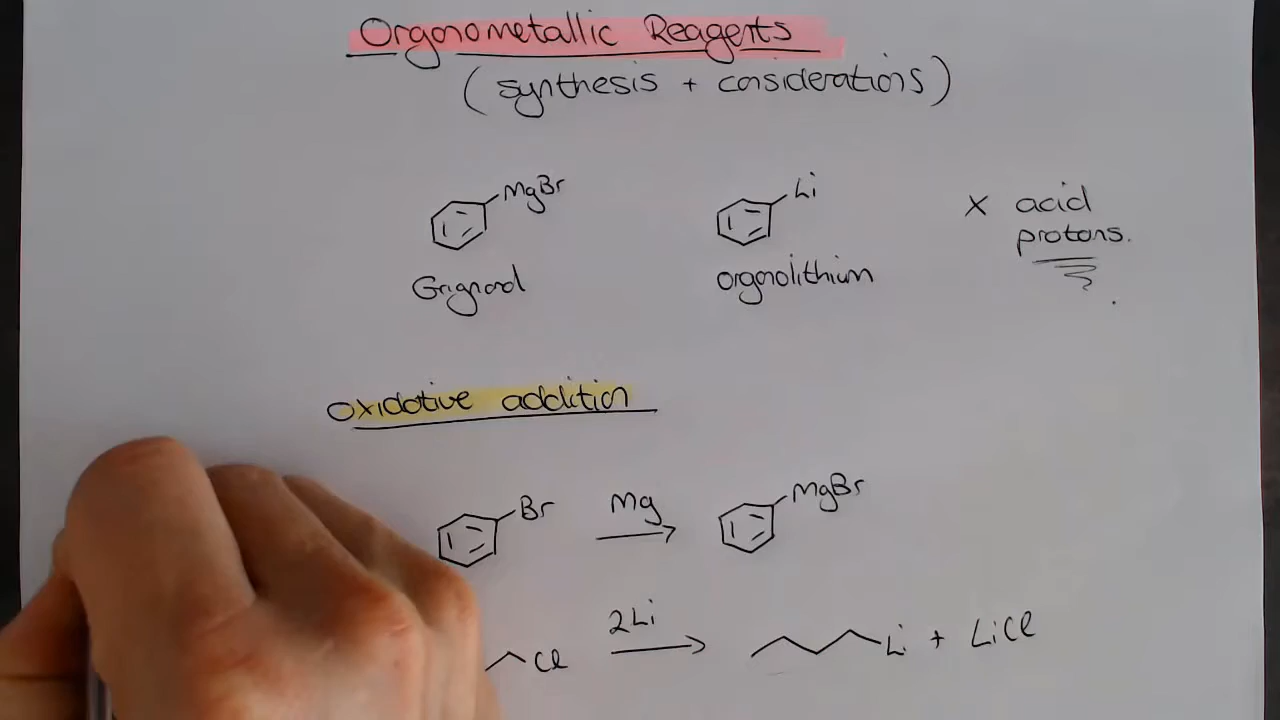 Organometallic Reagents
(synthesis + considerations)
MgBr
Li
x acid
protons.
Grignard
organolithium
oxidative addition
Br
Mg
MgBr
Cl
2Li
Li + LiCl